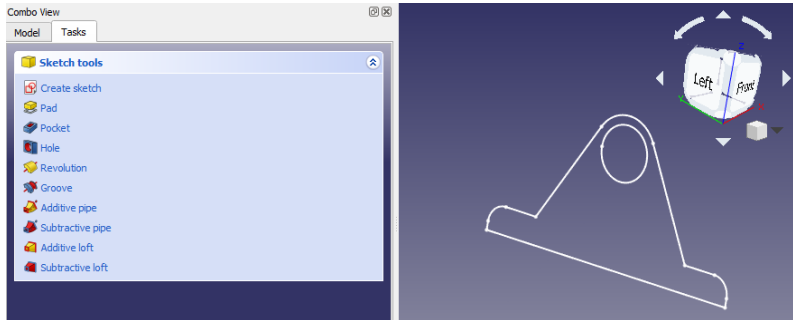 Combo View
Model
Tasks
Sketch tools
Create sketch
Pad
Pocket
Hole
Revolution
Groove
Additive pipe
Subtractive pipe
Additive loft
Subtractive loft
Left
Front
Z